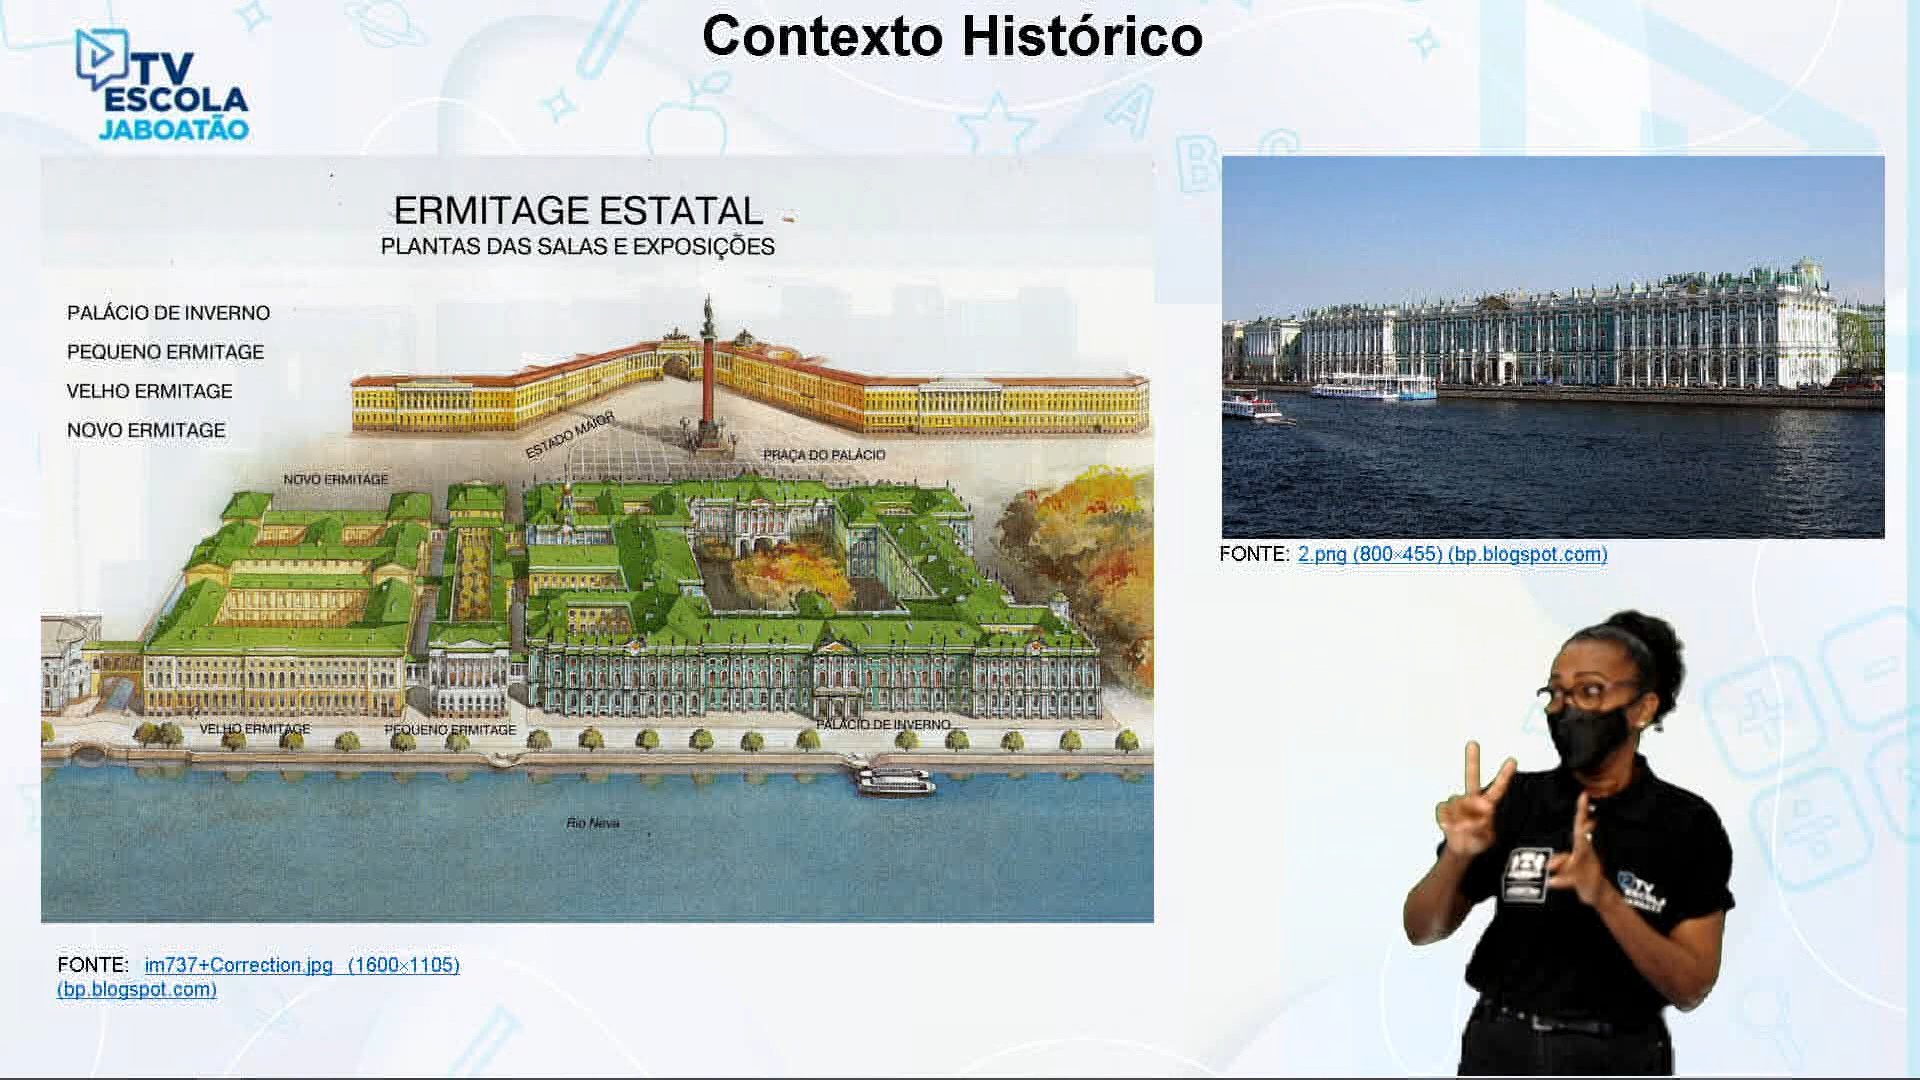 Contexto Histórico
TV
ESCOLA
JABOATÃO
ERMITAGE ESTATAL
PLANTAS DAS SALAS E EXPOSIÇÕES
PALÁCIO DE INVERNO
PEQUENO ERMITAGE
VELHO ERMITAGE
NOVO ERMITAGE
ESTADO MAIOR
PRAÇA DO PALÁCIO
NOVO ERMITAGE
VELHO ERMITAGE
PEQUENO ERMITAGE
PALÁCIO DE INVERNO
Rio Neva
FONTE: im737+Correction.jpg (1600×1105)
(bp.blogspot.com)
FONTE: 2.png (800×455) (bp.blogspot.com)
TV
ESCOLA